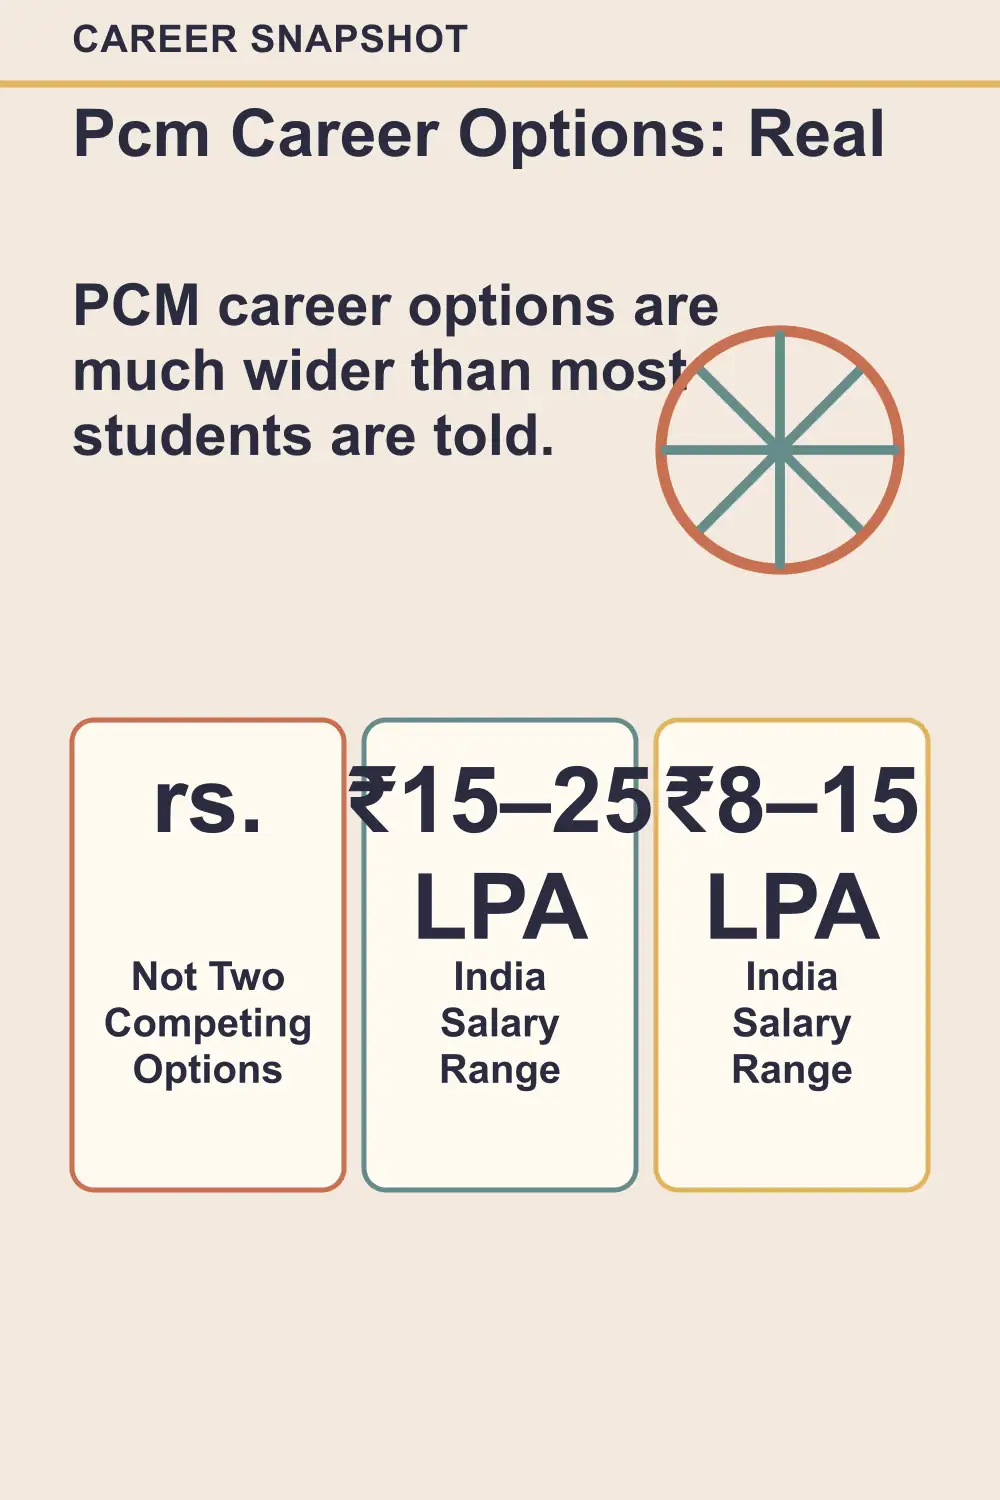 CAREER SNAPSHOT
Pcm Career Options: Real
PCM career options are
much wider than most
students are told.
rs.
Not Two
Competing
Options
₹15–25
LPA
India
Salary
Range
₹8–15
LPA
India
Salary
Range